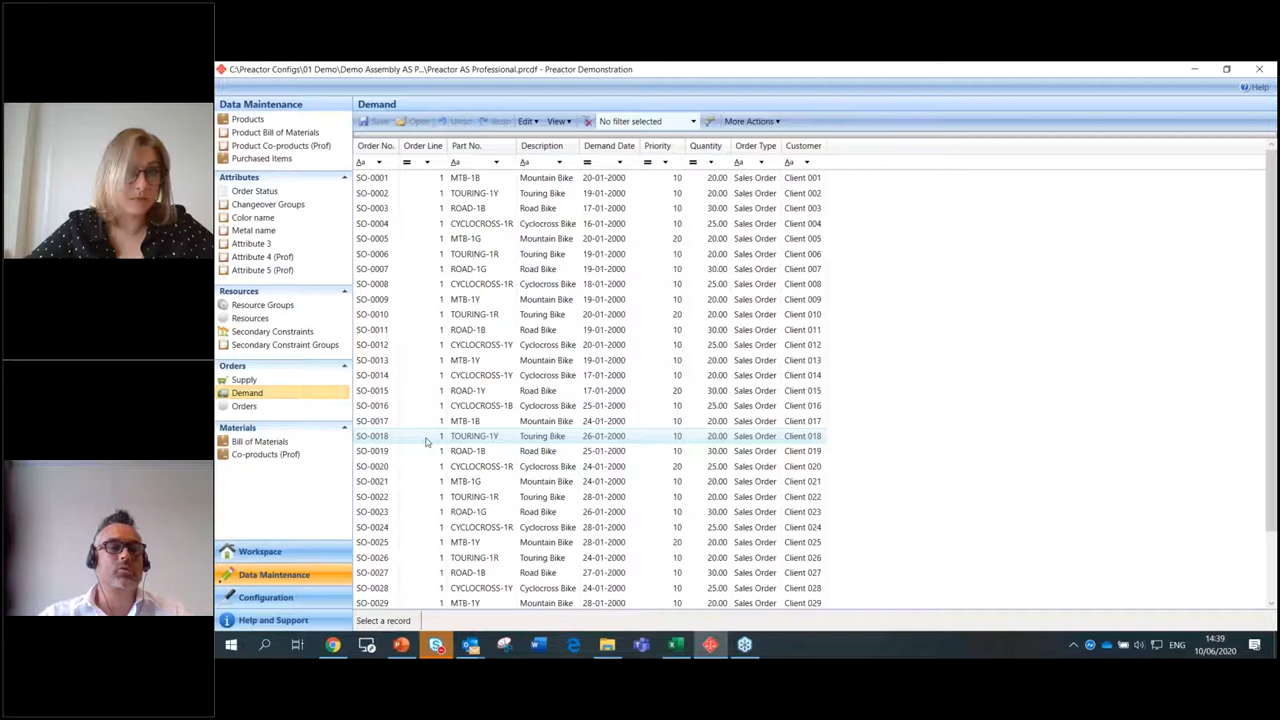 C:\Preactor Configs\01 Demo\Demo Assembly AS P...\Preactor AS Professional.prcdf - Preactor Demonstration
Help
Data Maintenance
Products
Product Bill of Materials
Product Co-products (Prof)
Purchased Items
Attributes
Order Status
Changeover Groups
Color name
Metal name
Attribute 3
Attribute 4 (Prof)
Attribute 5 (Prof)
Resources
Resource Groups
Resources
Secondary Constraints
Secondary Constraint Groups
Orders
Supply
Demand
Orders
Materials
Bill of Materials
Co-products (Prof)
Workspace
Data Maintenance
Configuration
Help and Support
Demand
Save Open Undo Redo Edit View No filter selected More Actions
Order No. Order Line Part No. Description Demand Date Priority Quantity Order Type Customer
Aa = Aa Aa = = = Aa Aa
SO-0001 1 MTB-1B Mountain Bike 20-01-2000 10 20.00 Sales Order Client 001
SO-0002 1 TOURING-1Y Touring Bike 19-01-2000 10 20.00 Sales Order Client 002
SO-0003 1 ROAD-1B Road Bike 17-01-2000 10 30.00 Sales Order Client 003
SO-0004 1 CYCLOCROSS-1R Cyclocross Bike 16-01-2000 10 25.00 Sales Order Client 004
SO-0005 1 MTB-1G Mountain Bike 20-01-2000 20 20.00 Sales Order Client 005
SO-0006 1 TOURING-1R Touring Bike 19-01-2000 10 20.00 Sales Order Client 006
SO-0007 1 ROAD-1G Road Bike 19-01-2000 10 30.00 Sales Order Client 007
SO-0008 1 CYCLOCROSS-1R Cyclocross Bike 18-01-2000 10 25.00 Sales Order Client 008
SO-0009 1 MTB-1Y Mountain Bike 19-01-2000 10 20.00 Sales Order Client 009
SO-0010 1 TOURING-1R Touring Bike 19-01-2000 20 20.00 Sales Order Client 010
SO-0011 1 ROAD-1B Road Bike 19-01-2000 10 30.00 Sales Order Client 011
SO-0012 1 CYCLOCROSS-1Y Cyclocross Bike 19-01-2000 10 25.00 Sales Order Client 012
SO-0013 1 MTB-1Y Mountain Bike 19-01-2000 10 20.00 Sales Order Client 013
SO-0014 1 CYCLOCROSS-1Y Cyclocross Bike 17-01-2000 10 25.00 Sales Order Client 014
SO-0015 1 ROAD-1Y Road Bike 17-01-2000 20 30.00 Sales Order Client 015
SO-0016 1 CYCLOCROSS-1B Cyclocross Bike 25-01-2000 10 25.00 Sales Order Client 016
SO-0017 1 MTB-1B Mountain Bike 24-01-2000 10 20.00 Sales Order Client 017
SO-0018 1 TOURING-1Y Touring Bike 26-01-2000 10 20.00 Sales Order Client 018
SO-0019 1 ROAD-1B Road Bike 25-01-2000 10 30.00 Sales Order Client 019
SO-0020 1 CYCLOCROSS-1R Cyclocross Bike 24-01-2000 20 25.00 Sales Order Client 020
SO-0021 1 MTB-1G Mountain Bike 24-01-2000 10 20.00 Sales Order Client 021
SO-0022 1 TOURING-1R Touring Bike 28-01-2000 10 20.00 Sales Order Client 022
SO-0023 1 ROAD-1G Road Bike 26-01-2000 10 30.00 Sales Order Client 023
SO-0024 1 CYCLOCROSS-1R Cyclocross Bike 28-01-2000 10 25.00 Sales Order Client 024
SO-0025 1 MTB-1Y Mountain Bike 28-01-2000 20 20.00 Sales Order Client 025
SO-0026 1 TOURING-1R Touring Bike 24-01-2000 10 20.00 Sales Order Client 026
SO-0027 1 ROAD-1B Road Bike 27-01-2000 10 30.00 Sales Order Client 027
SO-0028 1 CYCLOCROSS-1Y Cyclocross Bike 24-01-2000 10 25.00 Sales Order Client 028
SO-0029 1 MTB-1Y Mountain Bike 28-01-2000 10 20.00 Sales Order Client 029
Select a record
ENG
14:39
10/06/2020